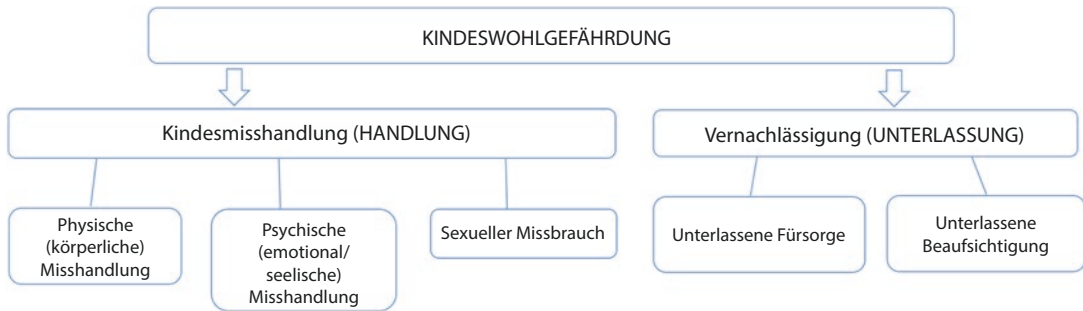 KINDESWOHLGEFÄHRDUNG
Kindesmisshandlung (HANDLUNG)
Vernachlässigung (UNTERLASSUNG)
Physische
(körperliche)
Misshandlung
Psychische
(emotional/
seelische)
Misshandlung
Sexueller Missbrauch
Unterlassene Fürsorge
Unterlassene
Beaufsichtigung